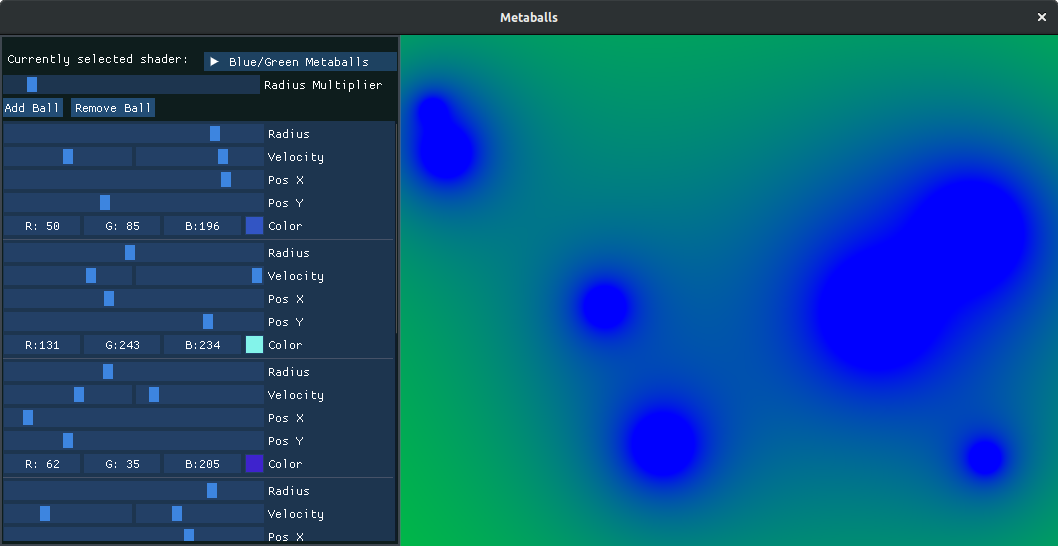 Metaballs
Currently selected shader: Blue/Green Metaballs
Radius Multiplier
Add Ball Remove Ball
Radius
Velocity
Pos X
Pos Y
R: 50 G: 85 B:196 Color
Radius
Velocity
Pos X
Pos Y
R:131 G:243 B:234 Color
Radius
Velocity
Pos X
Pos Y
R: 62 G: 35 B:205 Color
Radius
Velocity
Pos X